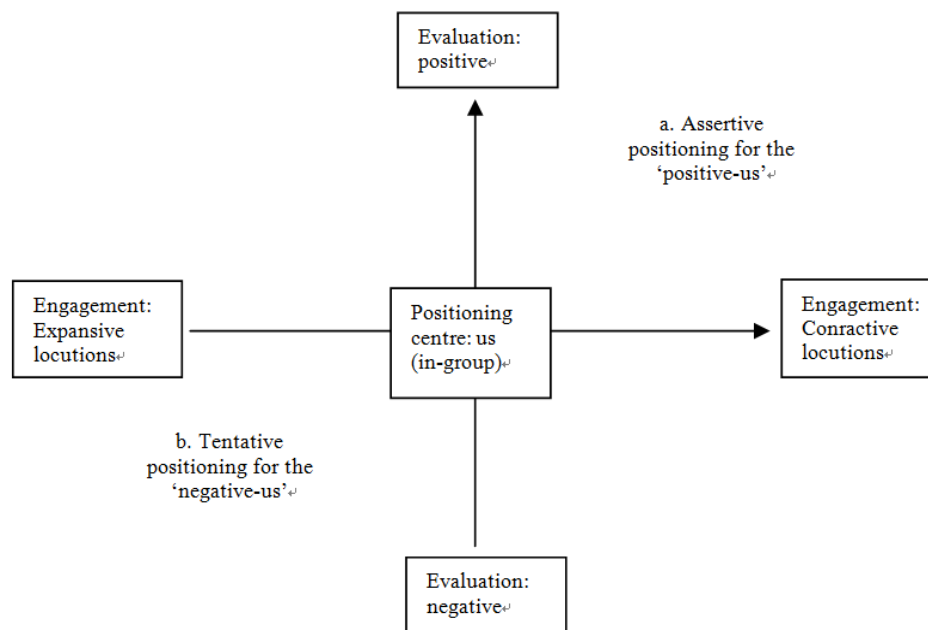 Evaluation:
positive↵
a. Assertive
positioning for the
‘positive-us’↵
Engagement:
Expansive
locutions↵
Positioning
centre: us
(in-group)↵
Engagement:
Conractive
locutions↵
b. Tentative
positioning for the
‘negative-us’↵
Evaluation:
negative↵